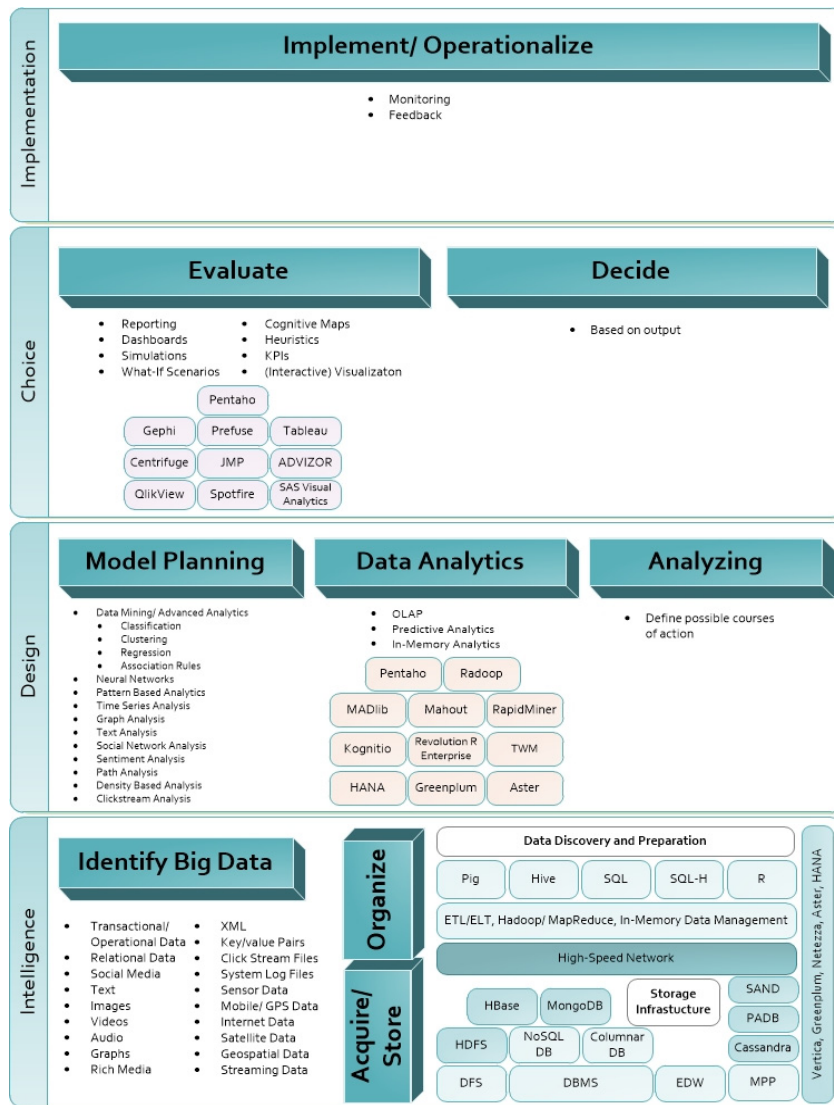 Implementation
Implement/ Operationalize
• Monitoring
• Feedback
Choice
Evaluate
• Reporting
• Dashboards
• Simulations
• What-If Scenarios
• Cognitive Maps
• Heuristics
• KPIs
• (Interactive) Visualizaton
Pentaho
Gephi
Prefuse
Tableau
Centrifuge
JMP
ADVIZOR
QlikView
Spotfire
SAS Visual
Analytics
Decide
• Based on output
Design
Model Planning
• Data Mining/ Advanced Analytics
• Classification
• Clustering
• Regression
• Association Rules
• Neural Networks
• Pattern Based Analytics
• Time Series Analysis
• Graph Analysis
• Text Analysis
• Social Network Analysis
• Sentiment Analysis
• Path Analysis
• Density Based Analysis
• Clickstream Analysis
Data Analytics
• OLAP
• Predictive Analytics
• In-Memory Analytics
Pentaho
Radoop
MADlib
Mahout
RapidMiner
Kognitio
Revolution R
Enterprise
TWM
HANA
Greenplum
Aster
Analyzing
• Define possible courses
of action
Intelligence
Identify Big Data
• Transactional/
Operational Data
• Relational Data
• Social Media
• Text
• Images
• Videos
• Audio
• Graphs
• Rich Media
• XML
• Key/value Pairs
• Click Stream Files
• System Log Files
• Sensor Data
• Mobile/ GPS Data
• Internet Data
• Satellite Data
• Geospatial Data
• Streaming Data
Organize
Acquire/
Store
Data Discovery and Preparation
Pig
Hive
SQL
SQL-H
R
ETL/ELT, Hadoop/ MapReduce, In-Memory Data Management
High-Speed Network
HBase
MongoDB
Storage
Infrastucture
SAND
PADB
HDFS
NoSQL
DB
Columnar
DB
Cassandra
DFS
DBMS
EDW
MPP
Vertica, Greenplum, Netezza, Aster, HANA